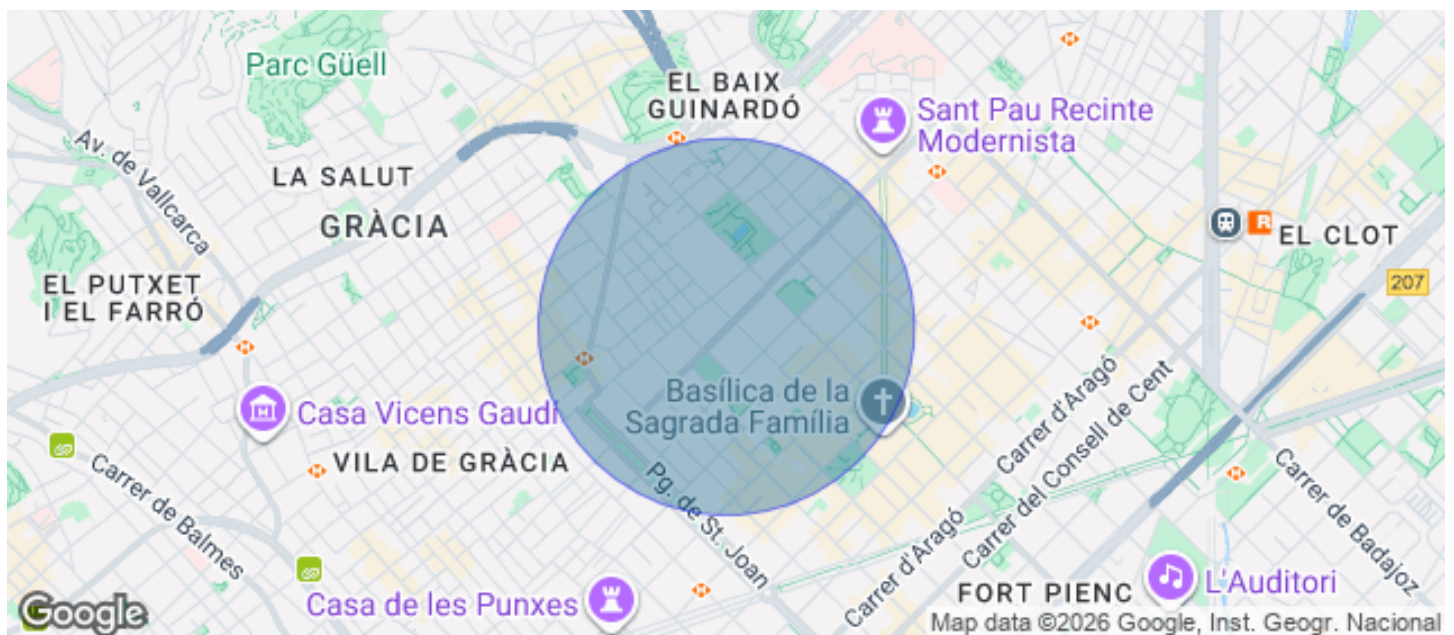 Parc Güell
EL BAIX
GUINARDÓ
Sant Pau Recinte
Modernista
Av. de Vallcarca
LA SALUT
GRÀCIA
EL CLOT
EL PUTXET
I EL FARRÓ
207
Casa Vicens Gaudí
Basílica de la
Sagrada Família
Carrer d'Aragó
Carrer del Consell de Cent
VILA DE GRÀCIA
Carrer de Balmes
Pg. de St. Joan
Carrer d'Aragó
Carrer de Badajoz
Casa de les Punxes
FORT PIENC
L'Auditori
Google
Map data ©2026 Google, Inst. Geogr. Nacional